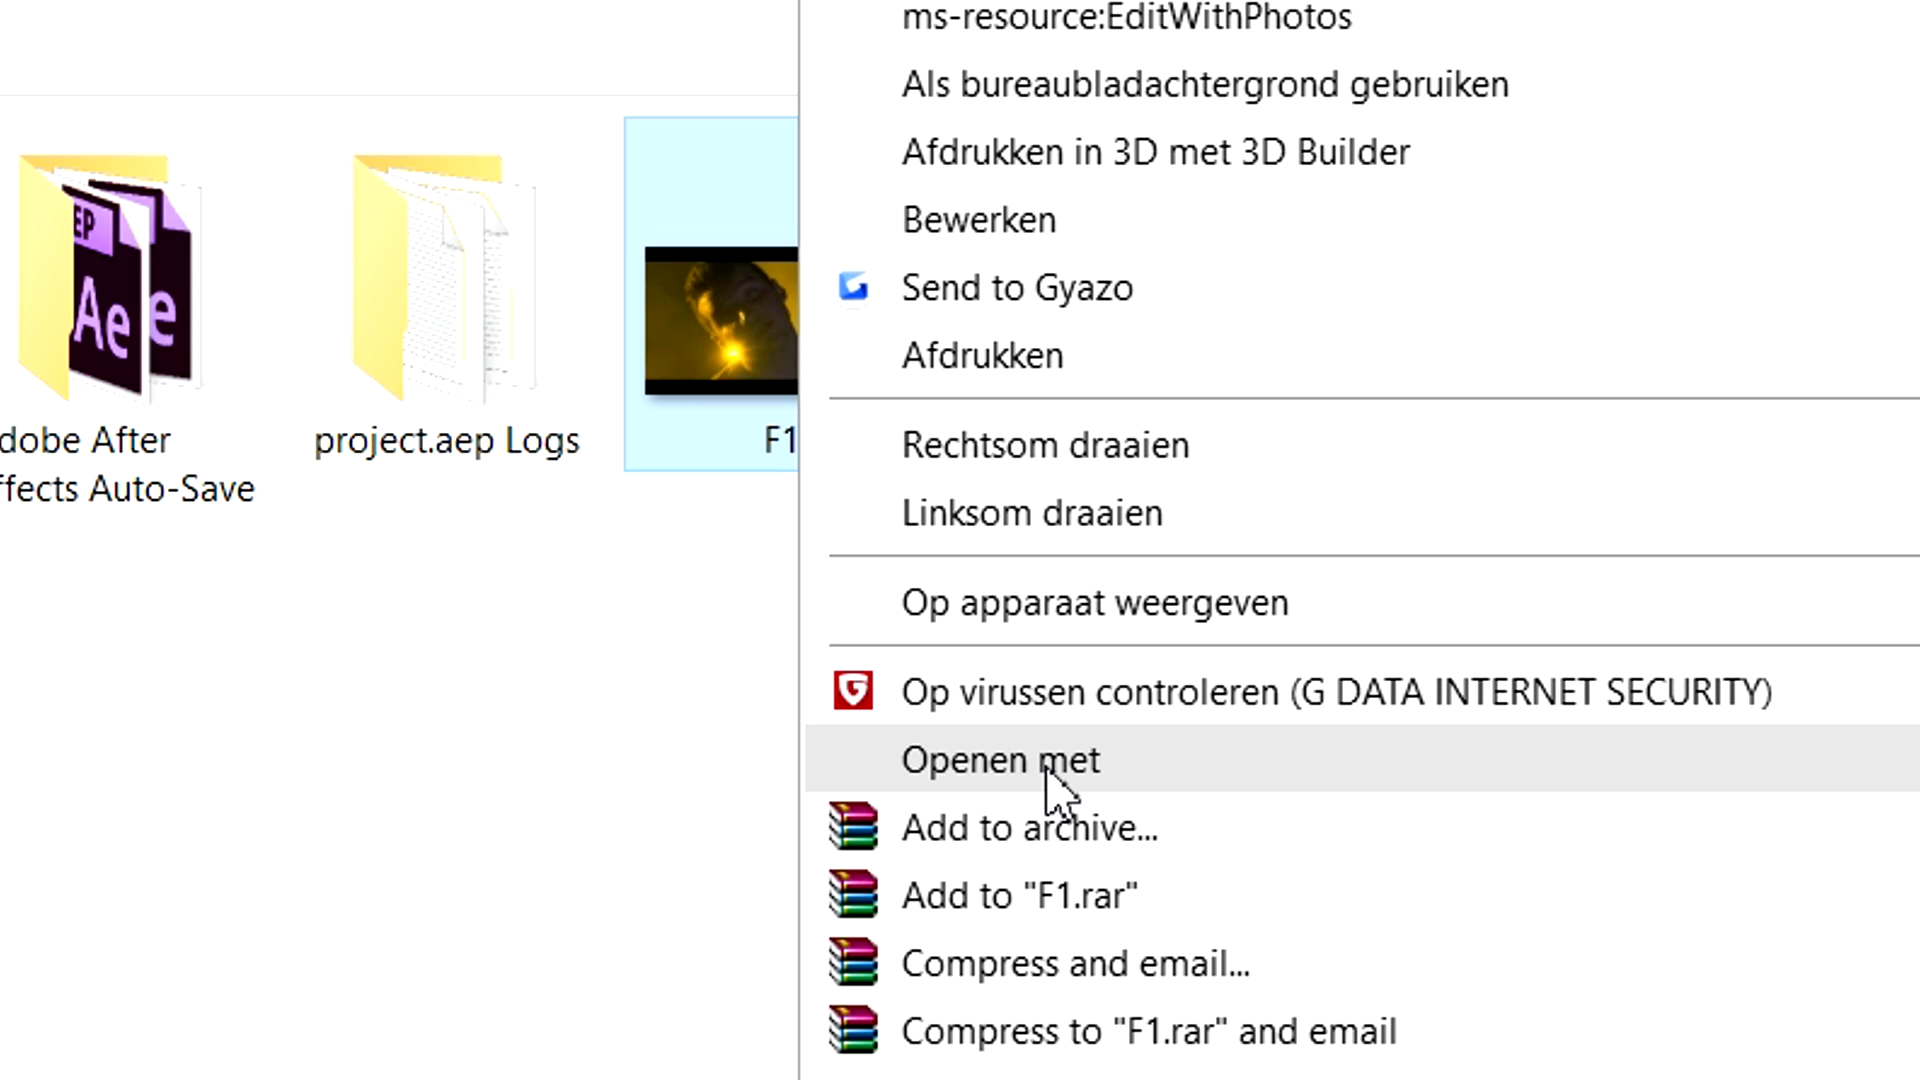 ms-resource:EditWithPhotos
Als bureaubladachtergrond gebruiken
Afdrukken in 3D met 3D Builder
Bewerken
Send to Gyazo
Afdrukken
Rechtsom draaien
Linksom draaien
Op apparaat weergeven
Op virussen controleren (G DATA INTERNET SECURITY)
Openen met
Add to archive...
Add to "F1.rar"
Compress and email...
Compress to "F1.rar" and email
EP
Ae
e
dobe After
ffects Auto-Save
project.aep Logs
F1